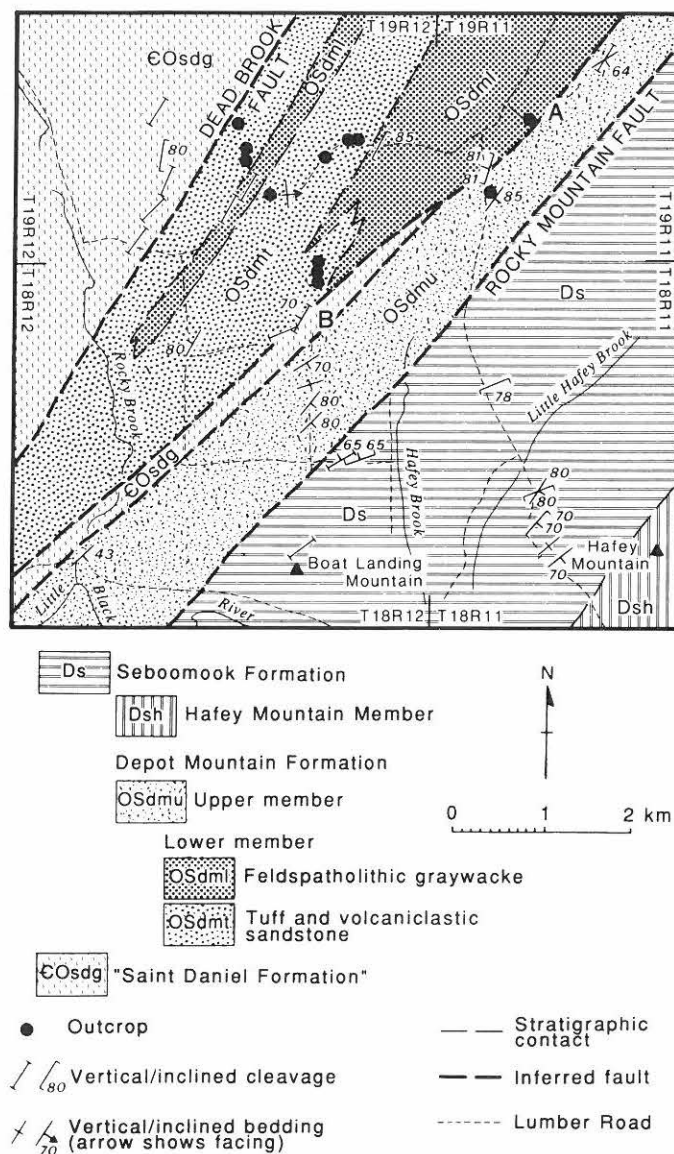 T19R12 T19R11
ЄOsdg
DEAD BROOK
FAULT
OSdml
OSdml
64
A
80
85
81
81
85
ROCKY MOUNTAIN FAULT
T19R12
T18R12
T19R11
T18R11
OSdmt
OSdmu
Ds
70
B
80
Rocky Brook
70
80
80
78
Little Hafey Brook
65 65
Hafey Brook
ЄOsdg
80
80
70
70
70
Ds
43
Boat Landing
Mountain
Hafey
Mountain
Little Black River
T18R12 T18R11
Dsh
Ds Seboomook Formation
Dsh Hafey Mountain Member
Depot Mountain Formation
OSdmu Upper member
Lower member
OSdml Feldspatholithic graywacke
OSdmt Tuff and volcaniclastic
sandstone
ЄOsdg "Saint Daniel Formation"
N
0 1 2 km
Outcrop
80 Vertical/inclined cleavage
70 Vertical/inclined bedding
(arrow shows facing)
Stratigraphic
contact
Inferred fault
Lumber Road